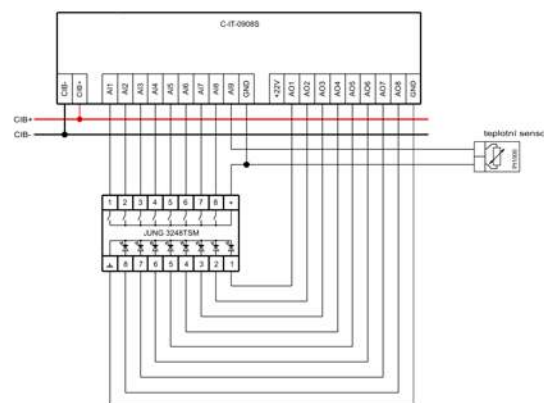 C-IT-0908S
CIB- CIB+ AI1 AI2 AI3 AI4 AI5 AI6 AI7 AI8 AI9 GND +22V AO1 AO2 AO3 AO4 AO5 AO6 AO7 AO8 GND
CIB+
CIB-
teplotní senso
Pt1000
1 2 3 4 5 6 7 8 +
JUNG 3248TSM
8 7 6 5 4 3 2 1